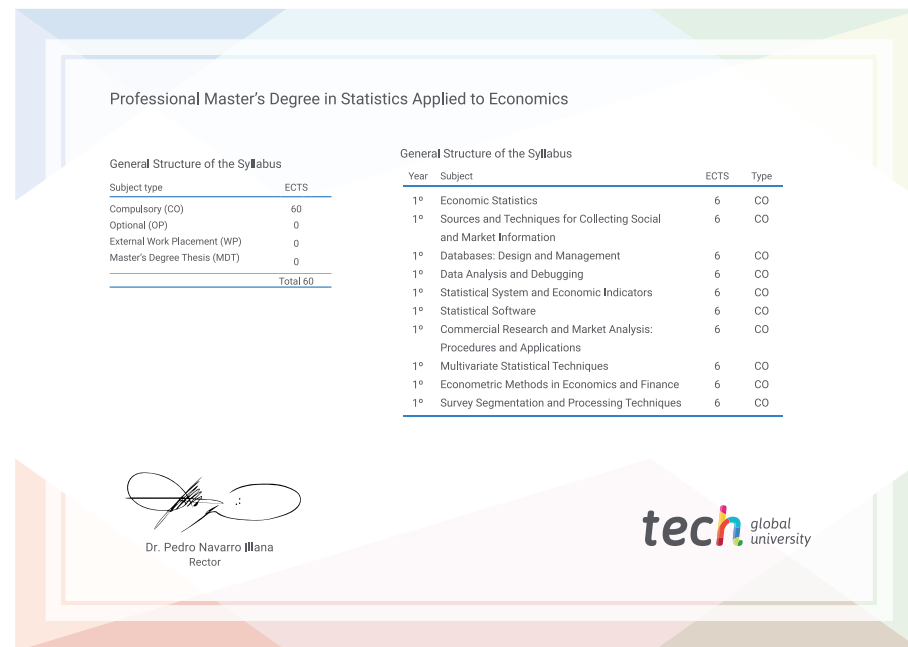 Professional Master's Degree in Statistics Applied to Economics
General Structure of the Syllabus
Subject type ECTS
Compulsory (CO) 60
Optional (OP) 0
External Work Placement (WP) 0
Master's Degree Thesis (MDT) 0
Total 60
General Structure of the Syllabus
Year Subject ECTS Type
1º Economic Statistics 6 CO
1º Sources and Techniques for Collecting Social 6 CO
and Market Information
1º Databases: Design and Management 6 CO
1º Data Analysis and Debugging 6 CO
1º Statistical System and Economic Indicators 6 CO
1º Statistical Software 6 CO
1º Commercial Research and Market Analysis: 6 CO
Procedures and Applications
1º Multivariate Statistical Techniques 6 CO
1º Econometric Methods in Economics and Finance 6 CO
1º Survey Segmentation and Processing Techniques 6 CO
Dr. Pedro Navarro Illana
Rector
tech global
university